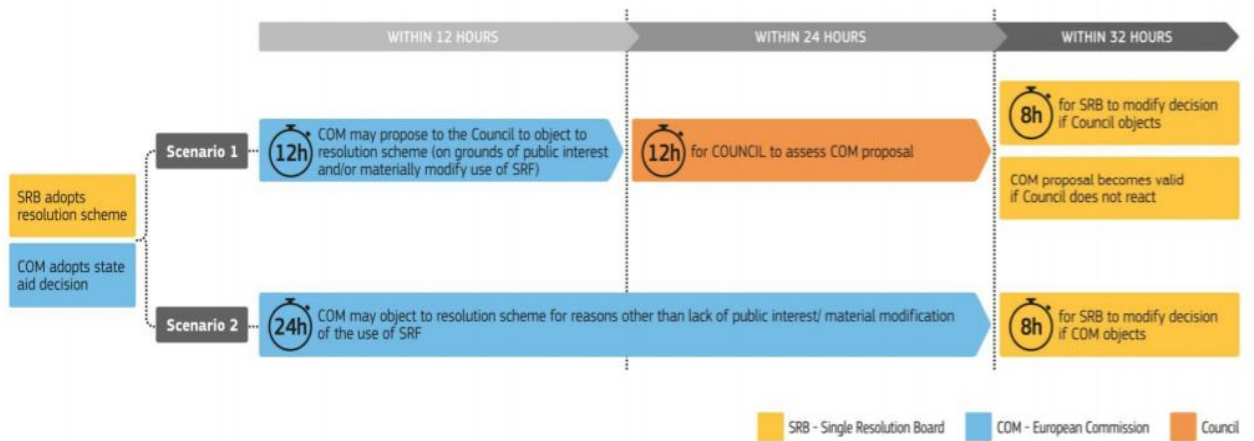 WITHIN 12 HOURS
WITHIN 24 HOURS
WITHIN 32 HOURS
SRB adopts
resolution scheme
COM adopts state
aid decision
Scenario 1
12h
COM may propose to the Council to object to
resolution scheme (on grounds of public interest
and/or materially modify use of SRF)
12h
for COUNCIL to assess COM proposal
8h
for SRB to modify decision
if Council objects
COM proposal becomes valid
if Council does not react
Scenario 2
24h
COM may object to resolution scheme for reasons other than lack of public interest/ material modification
of the use of SRF
8h
for SRB to modify decision
if COM objects
SRB - Single Resolution Board
COM - European Commission
Council